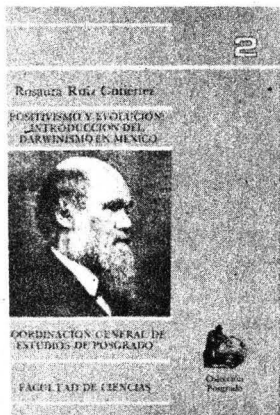 2
Rosaura Ruiz Gutiérrez
POSITIVISMO Y EVOLUCION:
INTRODUCCION DEL
DARWINISMO EN MEXICO
COORDINACION GENERAL DE
ESTUDIOS DE POSGRADO
Colección
Posgrado
FACULTAD DE CIENCIAS